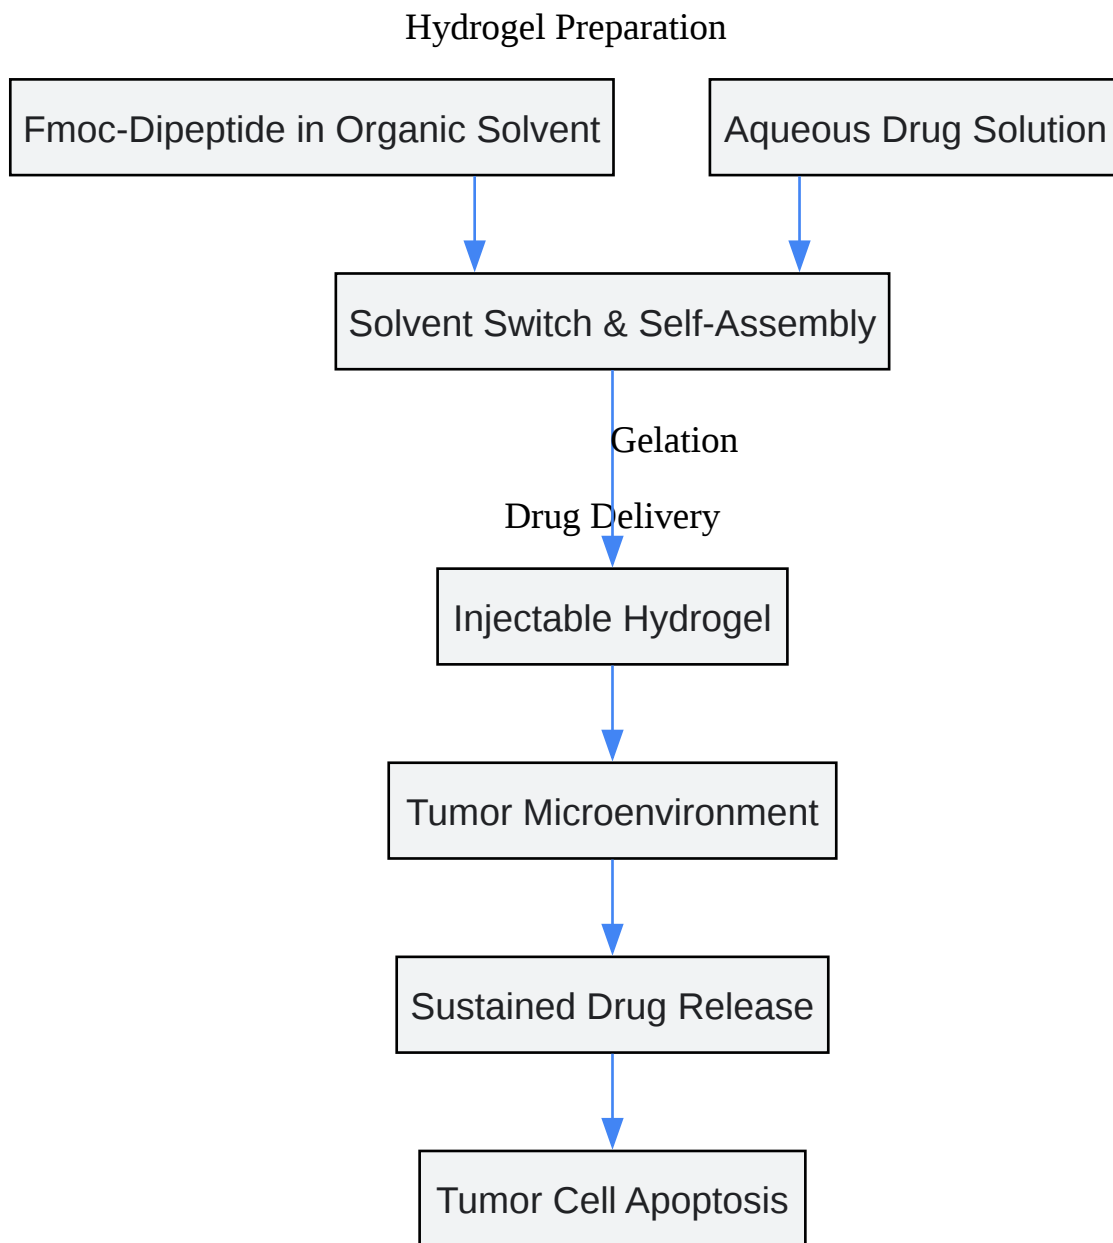 Hydrogel Preparation
Fmoc-Dipeptide in Organic Solvent
Aqueous Drug Solution
Solvent Switch & Self-Assembly
Gelation
Drug Delivery
Injectable Hydrogel
Tumor Microenvironment
Sustained Drug Release
Tumor Cell Apoptosis